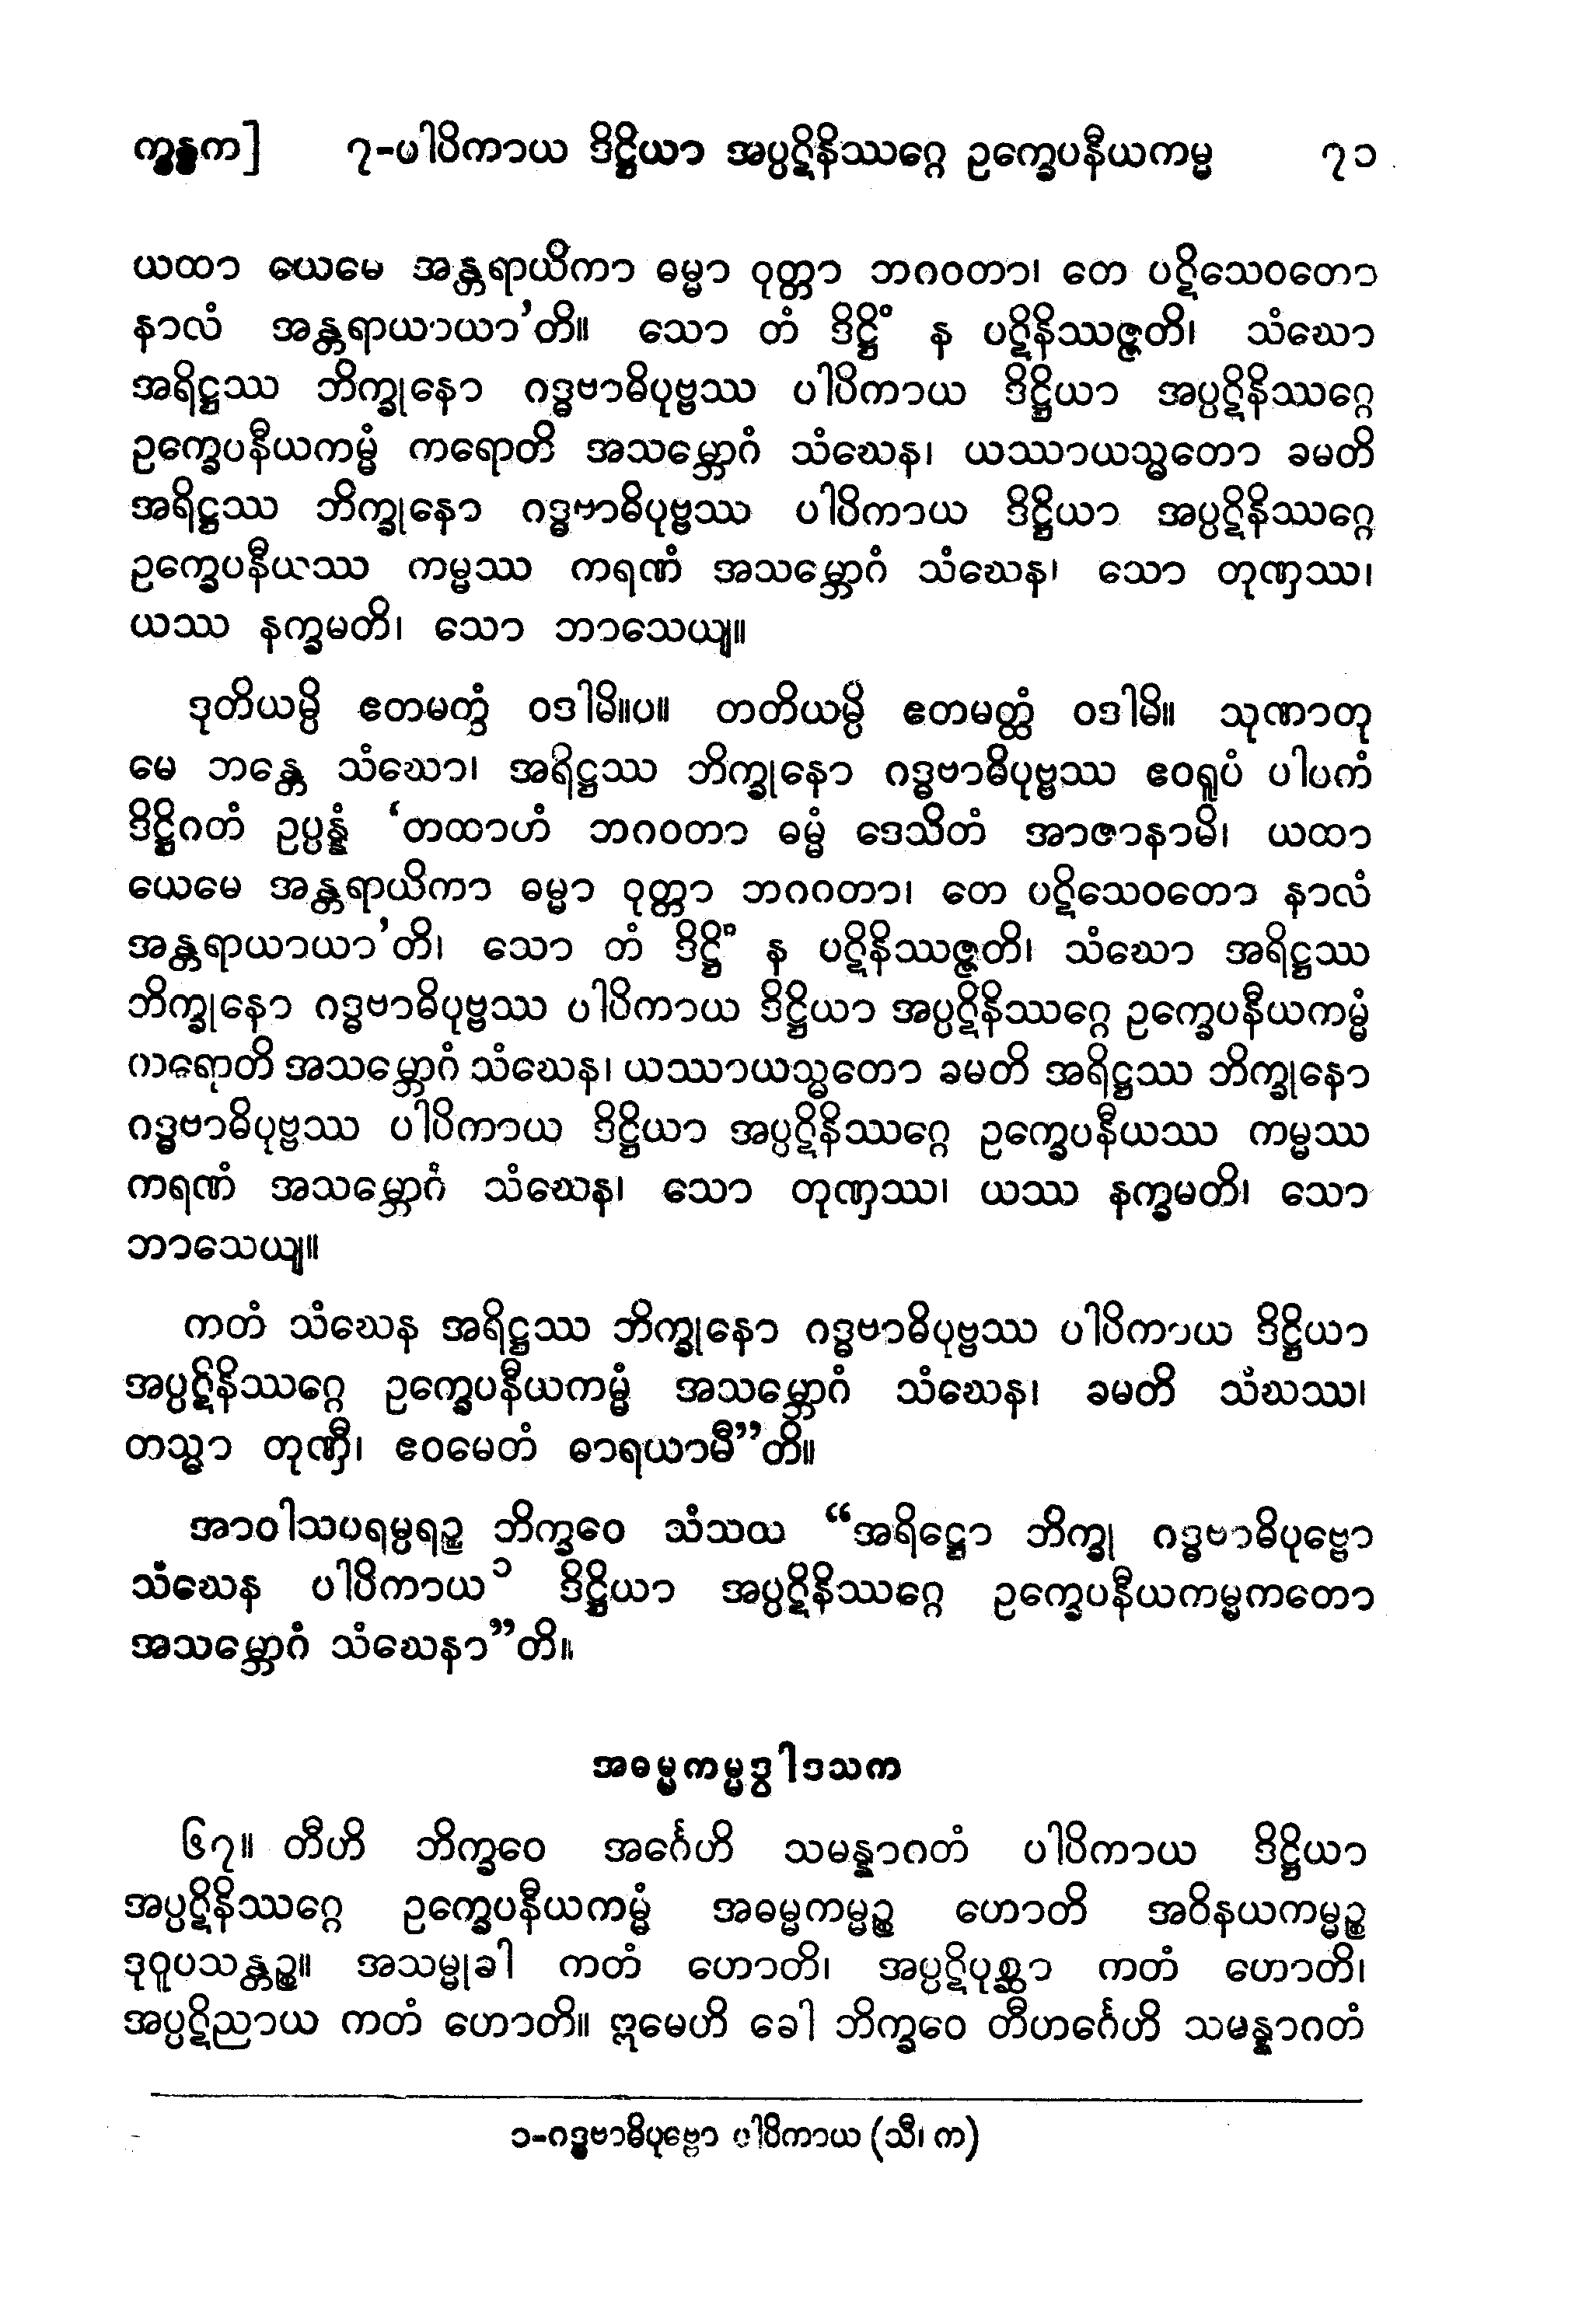 က္ခန္ဓက] ၇-ပါပိကာယ ဒိဋ္ဌိယာ အပ္ပဋိနိဿဂ္ဂေ ဥက္ခေပနီယကမ္မ ၇၁
ယထာ ယေမေ အန္တရာယိကာ ဓမ္မာ ဝုတ္တာ ဘဂဝတာ၊ တေ ပဋိသေဝတော
နာလံ အန္တရာယာယာ’တိ။ သော တံ ဒိဋ္ဌိံ န ပဋိနိဿဇ္ဇတိ၊ သံဃော
အရိဋ္ဌဿ ဘိက္ခုနော ဂဒ္ဓဗာဓိပုဗ္ဗဿ ပါပိကာယ ဒိဋ္ဌိယာ အပ္ပဋိနိဿဂ္ဂေ
ဥက္ခေပနီယကမ္မံ ကရောတိ အသမ္ဘောဂံ သံဃေန၊ ယဿာယသ္မတော ခမတိ
အရိဋ္ဌဿ ဘိက္ခုနော ဂဒ္ဓဗာဓိပုဗ္ဗဿ ပါပိကာယ ဒိဋ္ဌိယာ အပ္ပဋိနိဿဂ္ဂေ
ဥက္ခေပနီယဿ ကမ္မဿ ကရဏံ အသမ္ဘောဂံ သံဃေန၊ သော တုဏှဿ၊
ယဿ နက္ခမတိ၊ သော ဘာသေယျ။
ဒုတိယမ္ပိ ဧတမတ္ထံ ဝဒါမိ။ပ။ တတိယမ္ပိ ဧတမတ္ထံ ဝဒါမိ။ သုဏာတု
မေ ဘန္တေ သံဃော၊ အရိဋ္ဌဿ ဘိက္ခုနော ဂဒ္ဓဗာဓိပုဗ္ဗဿ ဧဝရူပံ ပါပကံ
ဒိဋ္ဌိဂတံ ဥပ္ပန္နံ ‘တထာဟံ ဘဂဝတာ ဓမ္မံ ဒေသိတံ အာဇာနာမိ၊ ယထာ
ယေမေ အန္တရာယိကာ ဓမ္မာ ဝုတ္တာ ဘဂဂတာ၊ တေ ပဋိသေဝတော နာလံ
အန္တရာယာယာ’တိ၊ သော တံ ဒိဋ္ဌိံ န ပဋိနိဿဇ္ဇတိ၊ သံဃော အရိဋ္ဌဿ
ဘိက္ခုနော ဂဒ္ဓဗာဓိပုဗ္ဗဿ ပါပိကာယ ဒိဋ္ဌိယာ အပ္ပဋိနိဿဂ္ဂေ ဥက္ခေပနီယကမ္မံ
ကရောတိ အသမ္ဘောဂံ သံဃေန၊ ယဿာယသ္မတော ခမတိ အရိဋ္ဌဿ ဘိက္ခုနော
ဂဒ္ဓဗာဓိပုဗ္ဗဿ ပါပိကာယ ဒိဋ္ဌိယာ အပ္ပဋိနိဿဂ္ဂေ ဥက္ခေပနီယဿ ကမ္မဿ
ကရဏံ အသမ္ဘောဂံ သံဃေန၊ သော တုဏှဿ၊ ယဿ နက္ခမတိ၊ သော
ဘာသေယျ။
ကတံ သံဃေန အရိဋ္ဌဿ ဘိက္ခုနော ဂဒ္ဓဗာဓိပုဗ္ဗဿ ပါပိကာယ ဒိဋ္ဌိယာ
အပ္ပဋိနိဿဂ္ဂေ ဥက္ခေပနီယကမ္မံ အသမ္ဘောဂံ သံဃေန၊ ခမတိ သံဃဿ၊
တသ္မာ တုဏှီ၊ ဧဝမေတံ ဓာရယာမီ”တိ။
အာဝါသပရမ္ပရဉ္စ ဘိက္ခဝေ သံသထ “အရိဋ္ဌော ဘိက္ခု ဂဒ္ဓဗာဓိပုဗ္ဗော
သံဃေန ပါပိကာယ ၁ ဒိဋ္ဌိယာ အပ္ပဋိနိဿဂ္ဂေ ဥက္ခေပနီယကမ္မကတော
အသမ္ဘောဂံ သံဃေနာ”တိ။
အဓမ္မကမ္မဒွါဒသက
၆၇။ တီဟိ ဘိက္ခဝေ အင်္ဂေဟိ သမန္နာဂတံ ပါပိကာယ ဒိဋ္ဌိယာ
အပ္ပဋိနိဿဂ္ဂေ ဥက္ခေပနီယကမ္မံ အဓမ္မကမ္မဉ္စ ဟောတိ အဝိနယကမ္မဉ္စ
ဒုဝူပသန္တဉ္စ။ အသမ္မုခါ ကတံ ဟောတိ၊ အပ္ပဋိပုစ္ဆာ ကတံ ဟောတိ၊
အပ္ပဋိညာယ ကတံ ဟောတိ။ ဣမေဟိ ခေါ ဘိက္ခဝေ တီဟင်္ဂေဟိ သမန္နာဂတံ
၁-ဂဒ္ဓဗာဓိပုဗ္ဗော ပါပိကာယ (သီ၊ က)